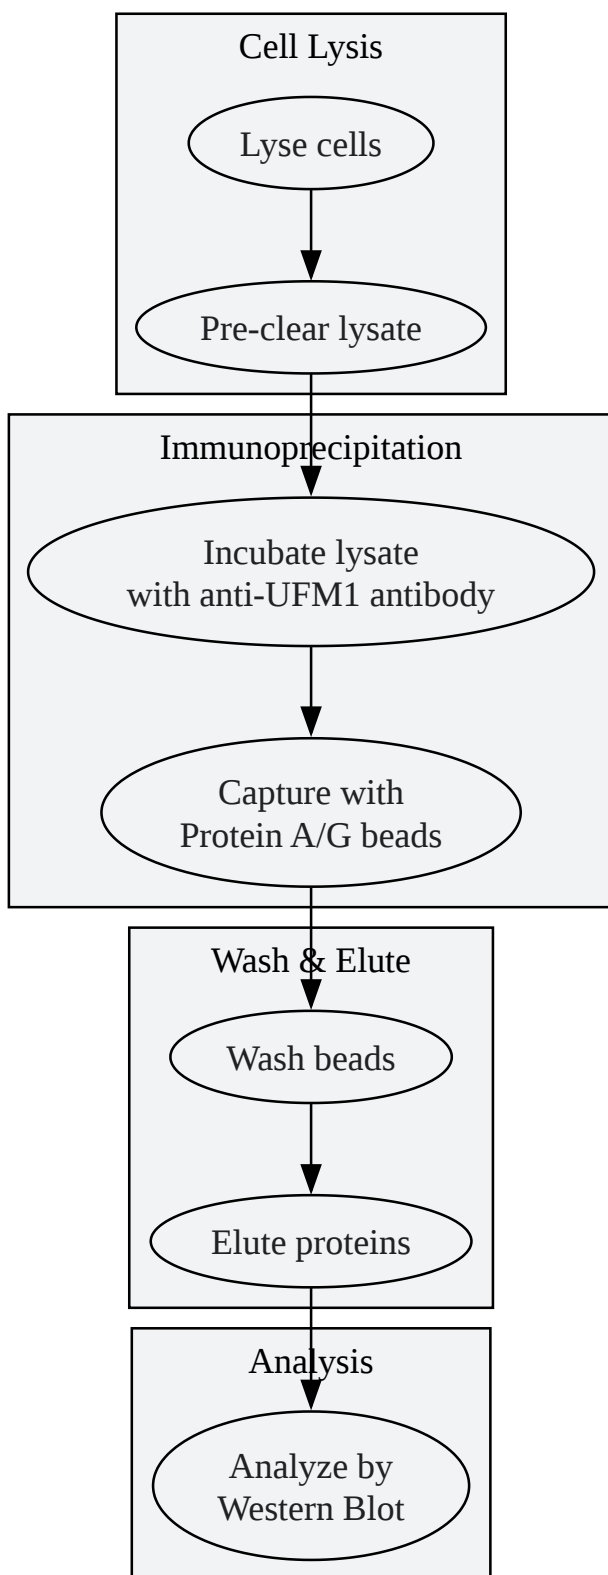 Cell Lysis
Lyse cells
Pre-clear lysate
Immunoprecipitation
Incubate lysate
with anti-UFM1 antibody
Capture with
Protein A/G beads
Wash & Elute
Wash beads
Elute proteins
Analysis
Analyze by
Western Blot